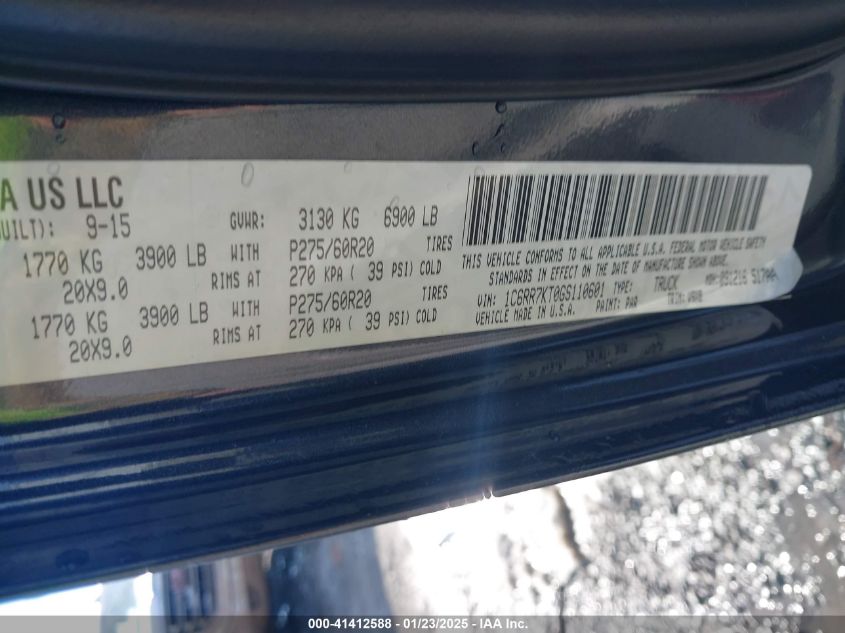 A US LLC
UILT): 9-15 GVWR: 3130 KG 6900 LB
1770 KG 3900 LB WITH P275/60R20 TIRES
20X9.0 RIMS AT 270 KPA ( 39 PSI) COLD
1770 KG 3900 LB WITH P275/60R20 TIRES
20X9.0 RIMS AT 270 KPA ( 39 PSI) COLD
THIS VEHICLE CONFORMS TO ALL APPLICABLE U.S.A. FEDERAL MOTOR VEHICLE SAFETY
STANDARDS IN EFFECT ON THE DATE OF MANUFACTURE SHOWN ABOVE.
VIN: 1C6RR7KT0GS110601 TYPE: TRUCK MDH: 517004
VEHICLE MADE IN U.S.A. PAINT: PAR TRIM:
000-41412588 - 01/23/2025 - IAA Inc.